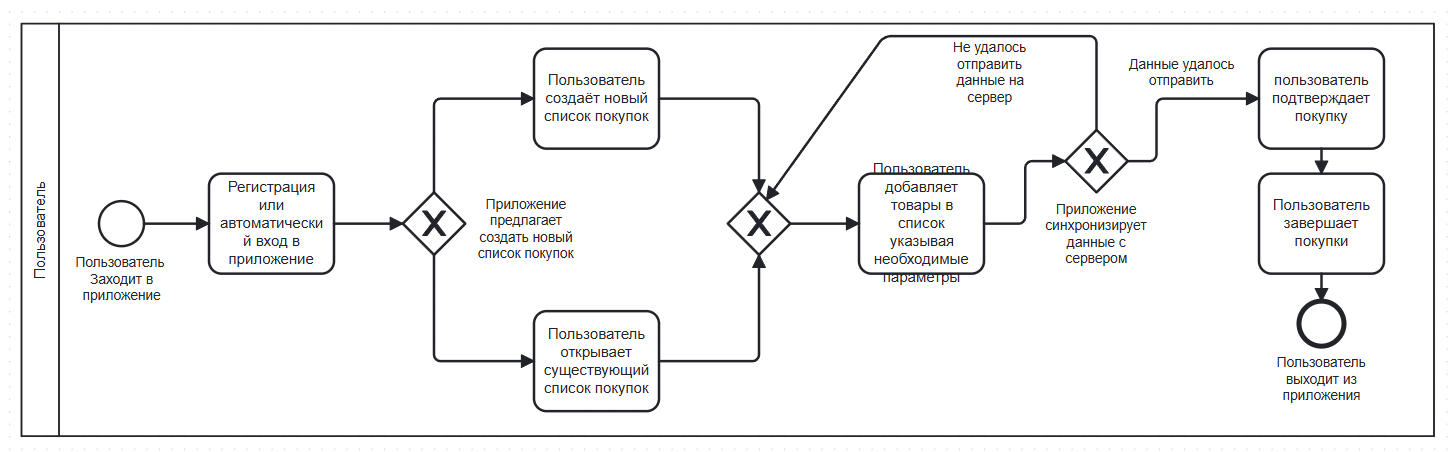 Пользователь
Пользователь
Заходит в
приложение
Регистрация
или
автоматически
й вход в
приложение
Приложение
предлагает
создать новый
список покупок
Пользователь
создаёт новый
список покупок
Пользователь
открывает
существующий
список покупок
Пользователь
добавляет
товары в
список
указывая
необходимые
параметры
Не удалось
отправить
данные на
сервер
Приложение
синхронизирует
данные с
сервером
Данные удалось
отправить
пользователь
подтверждает
покупку
Пользователь
завершает
покупки
Пользователь
выходит из
приложения